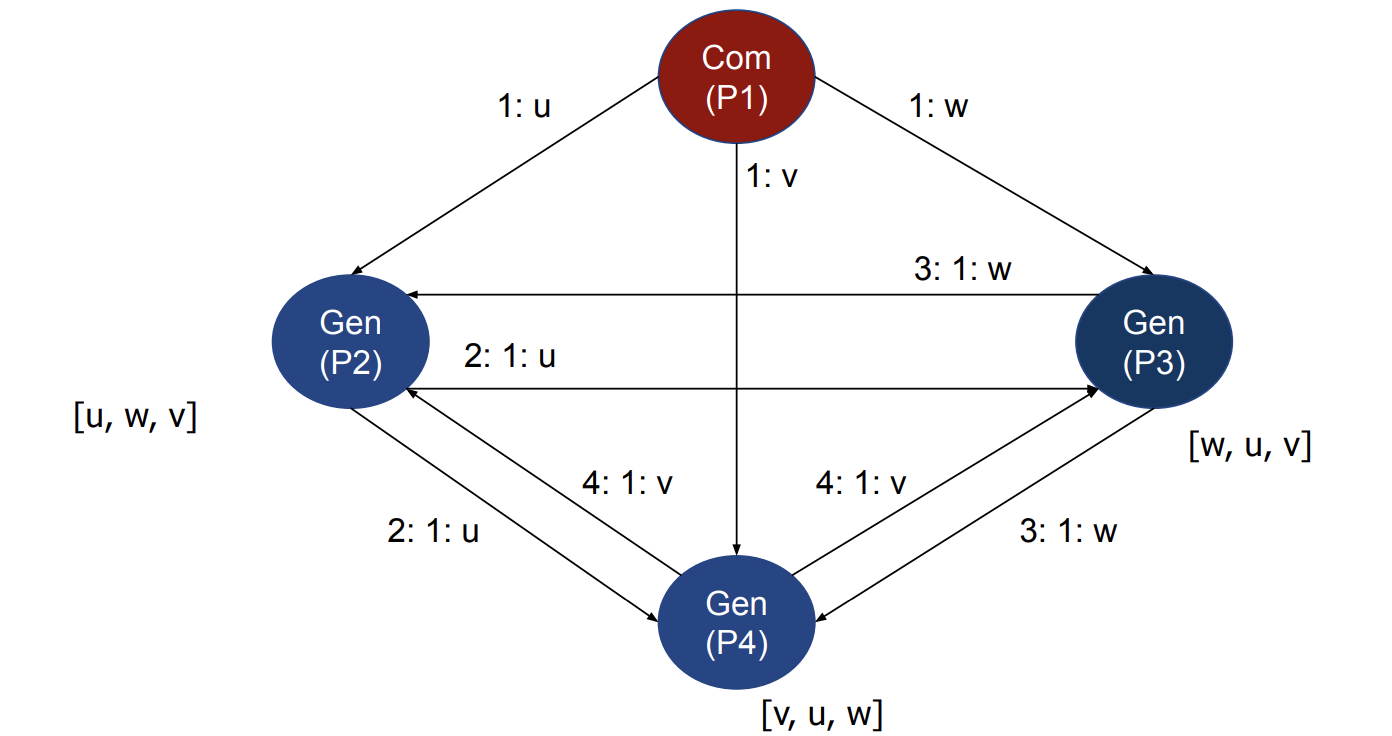 Com
(P1)
1: u
1: w
1: v
3: 1: w
Gen
(P2)
Gen
(P3)
2: 1: u
[u, w, v]
[w, u, v]
4: 1: v
4: 1: v
2: 1: u
3: 1: w
Gen
(P4)
[v, u, w]